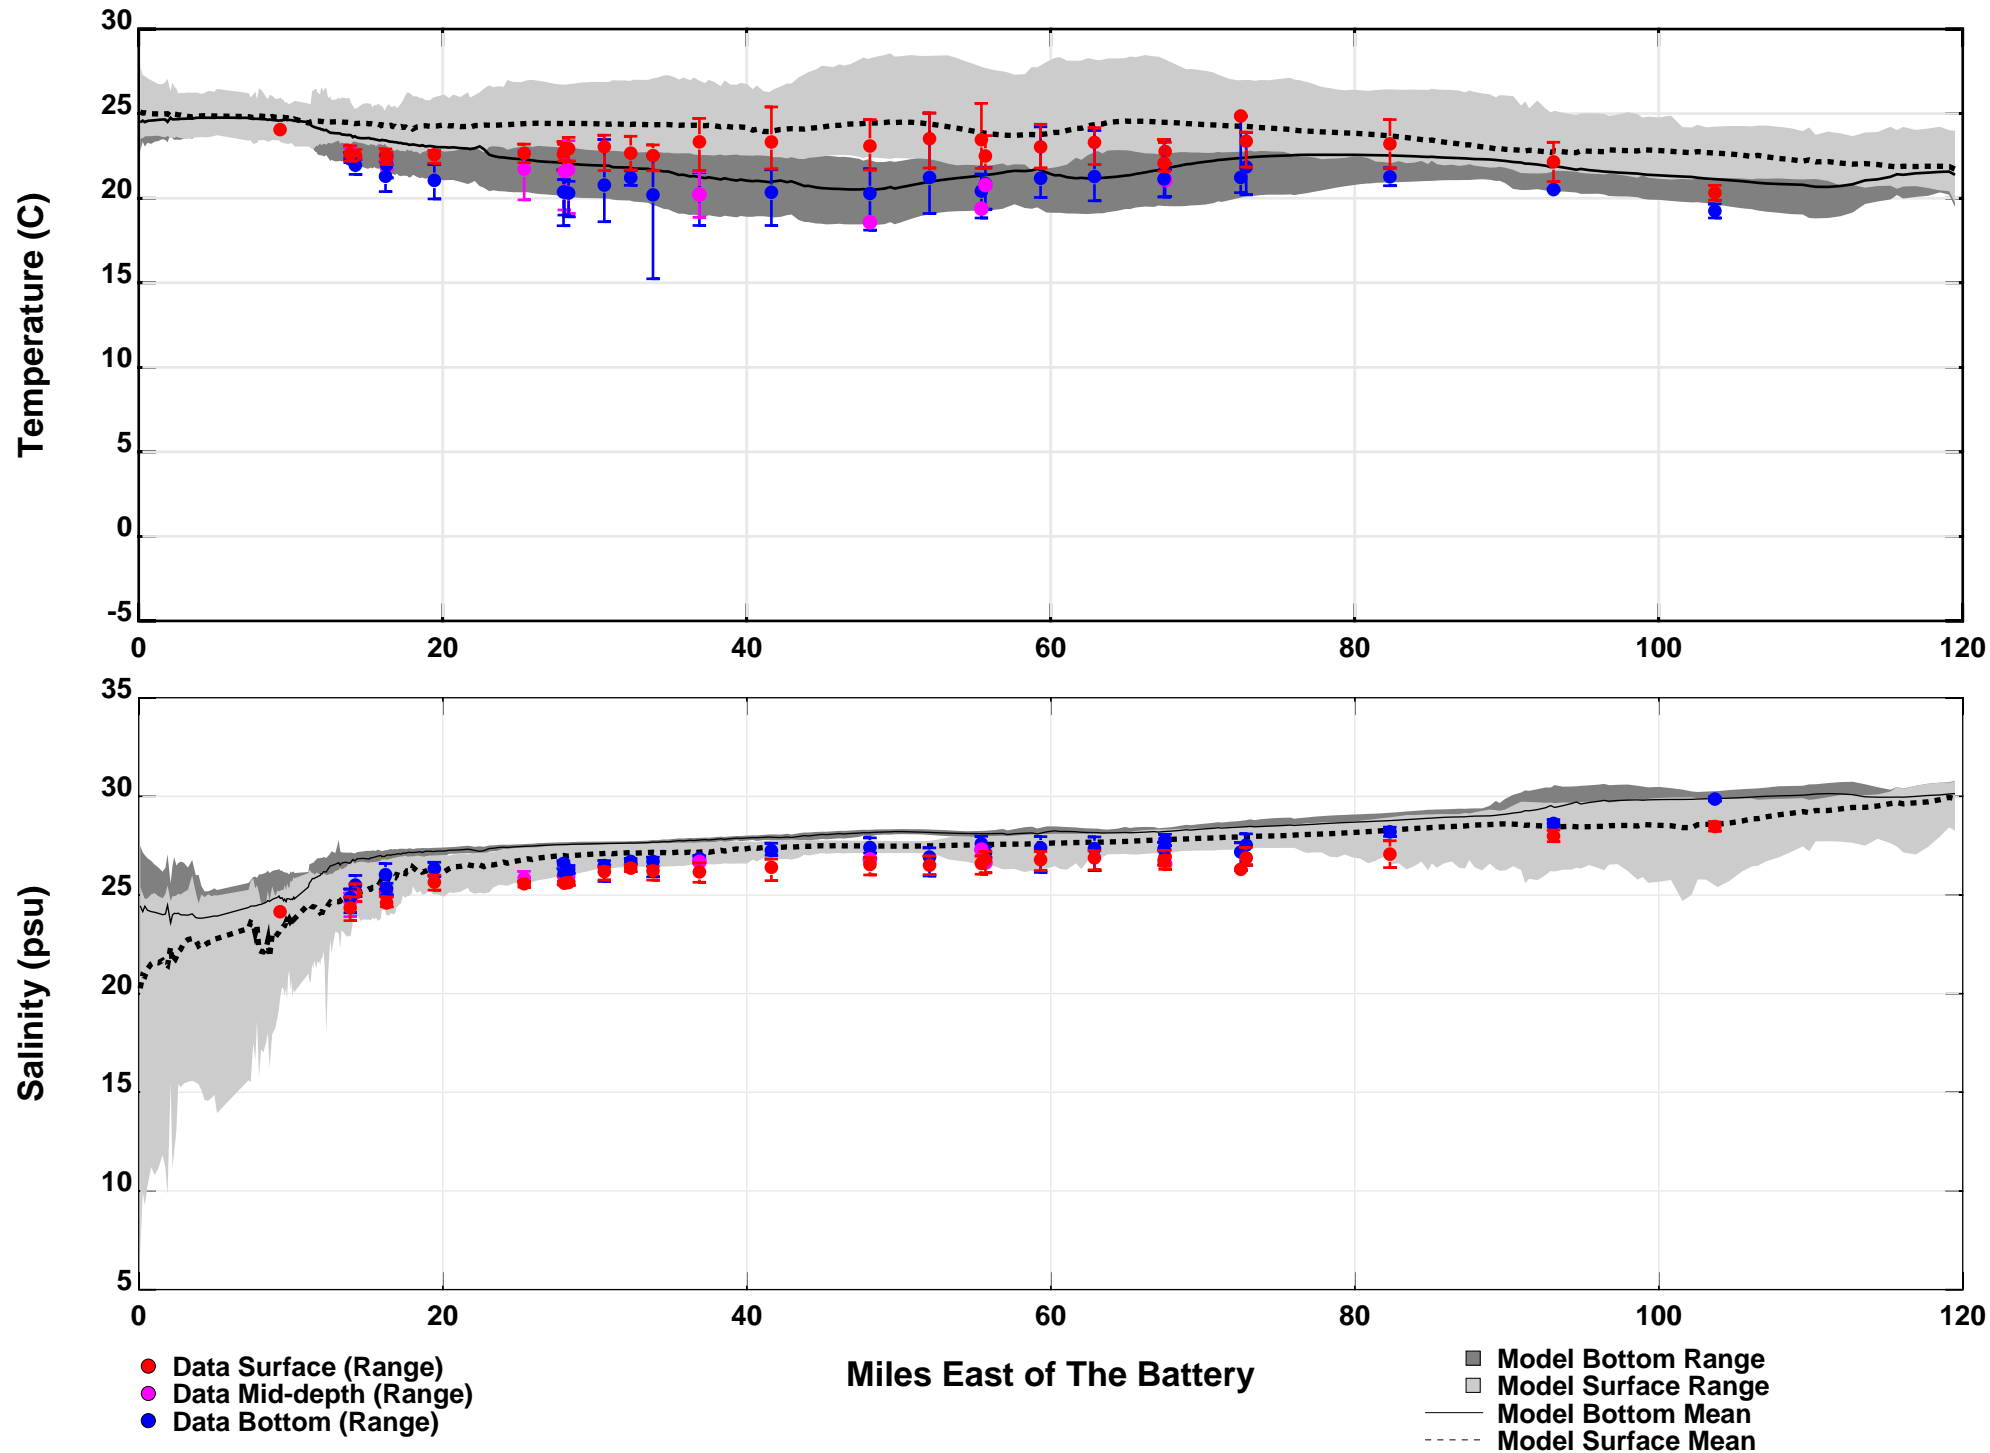 30
25
20
15
10
5
0
-5
Temperature (C)
0 20 40 60 80 100 120
35
30
25
20
15
10
5
Salinity (psu)
0 20 40 60 80 100 120
Miles East of The Battery
Data Surface (Range)
Data Mid-depth (Range)
Data Bottom (Range)
Model Bottom Range
Model Surface Range
Model Bottom Mean
Model Surface Mean